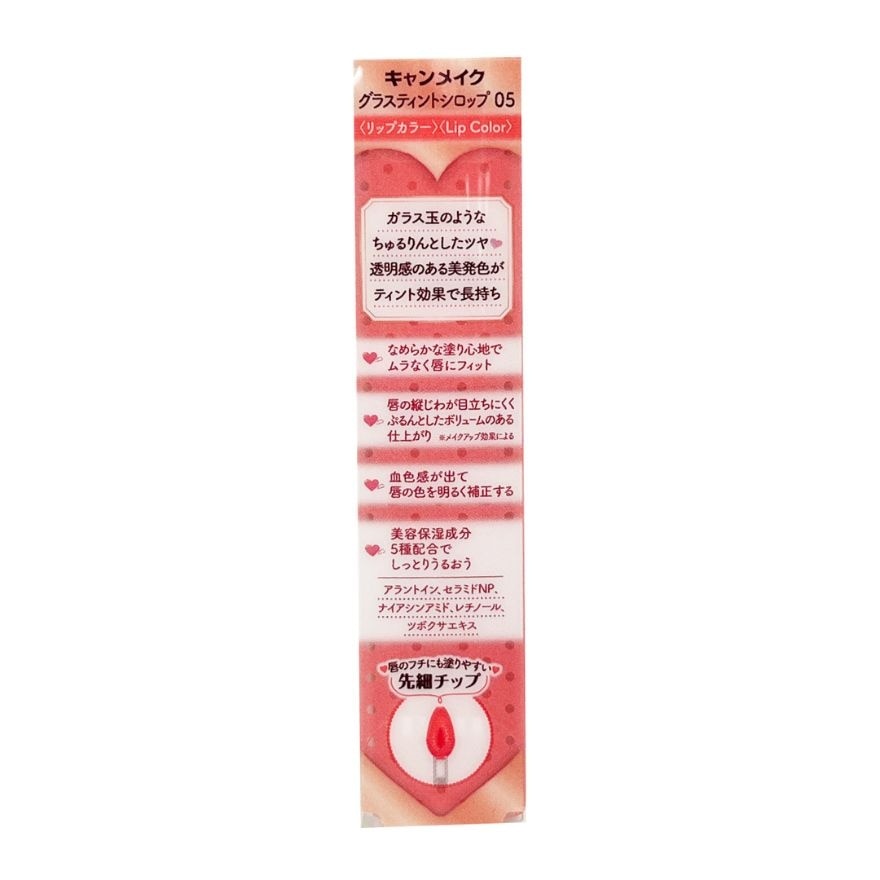 キャンメイク
グラスティントシロップ 05
〈リップカラー〉〈Lip Color〉
ガラス玉のような
ちゅるりんとしたツヤ
透明感のある美発色が
ティント効果で長持ち
なめらかな塗り心地で
ムラなく唇にフィット
唇の縦じわが目立ちにくく
ぷるんとしたボリュームのある
仕上がり ※メイクアップ効果による
血色感が出て
唇の色を明るく補正する
美容保湿成分
5種配合で
しっとりうるおう
アラントイン、セラミドNP、
ナイアシンアミド、レチノール、
ツボクサエキス
唇のフチにも塗りやすい
先細チップ